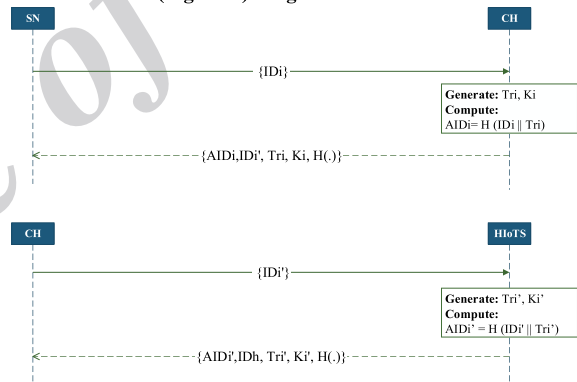 SN CH
{IDi}
Generate: Tri, Ki
Compute:
AIDi= H (IDi || Tri)
{AIDi,IDi', Tri, Ki, H(.)}
CH HIoTS
{IDi'}
Generate: Tri’, Ki’
Compute:
AIDi’ = H (IDi' || Tri’)
{AIDi',IDh, Tri', Ki', H(.)}